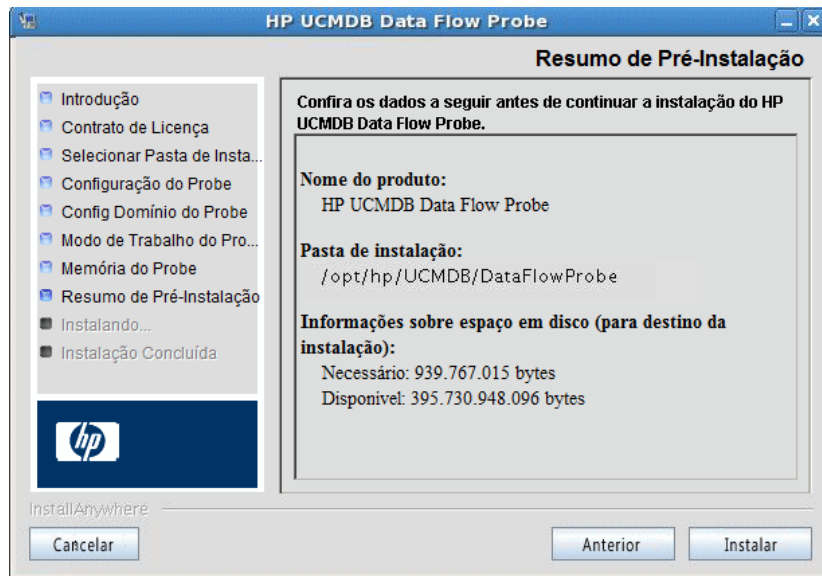 HP UCMDB Data Flow Probe
Resumo de Pré-Instalação
Introdução
Contrato de Licença
Selecionar Pasta de Insta...
Configuração do Probe
Config Domínio do Probe
Modo de Trabalho do Pro...
Memória do Probe
Resumo de Pré-Instalação
Instalando...
Instalação Concluída
Confira os dados a seguir antes de continuar a instalação do HP
UCMDB Data Flow Probe.
Nome do produto:
HP UCMDB Data Flow Probe
Pasta de instalação:
/opt/hp/UCMDB/DataFlowProbe
Informações sobre espaço em disco (para destino da
instalação):
Necessário: 939.767.015 bytes
Disponivel: 395.730.948.096 bytes
hp
InstallAnywhere
Cancelar
Anterior
Instalar